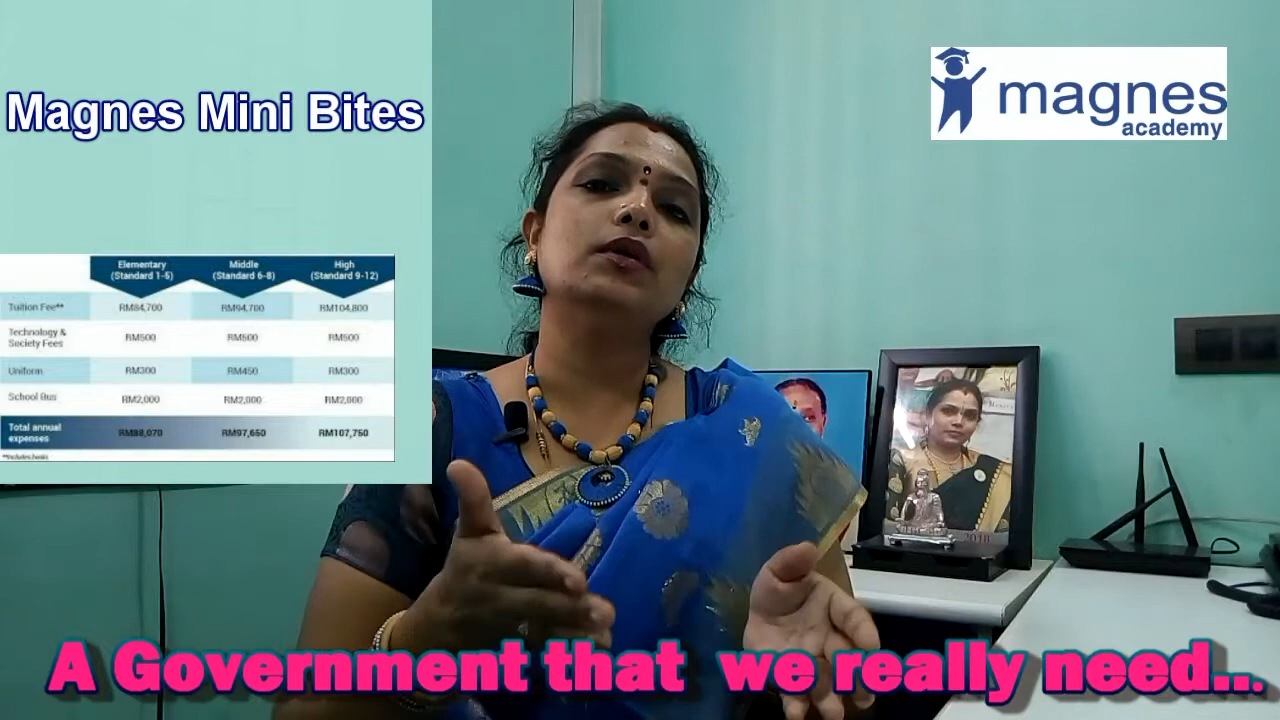 Magnes Mini Bites
magnes
academy
Elementary (Standard 1-5) Middle (Standard 6-8) High (Standard 9-12)
Tuition Fee** RM84,700 RM94,700 RM104,800
Technology & Society Fees RM500 RM500 RM500
Uniform RM300 RM450 RM300
School Bus RM2,000 RM2,000 RM2,000
Total annual expenses RM88,070 RM97,650 RM107,750
**Includes books
2018
A Government that we really need...